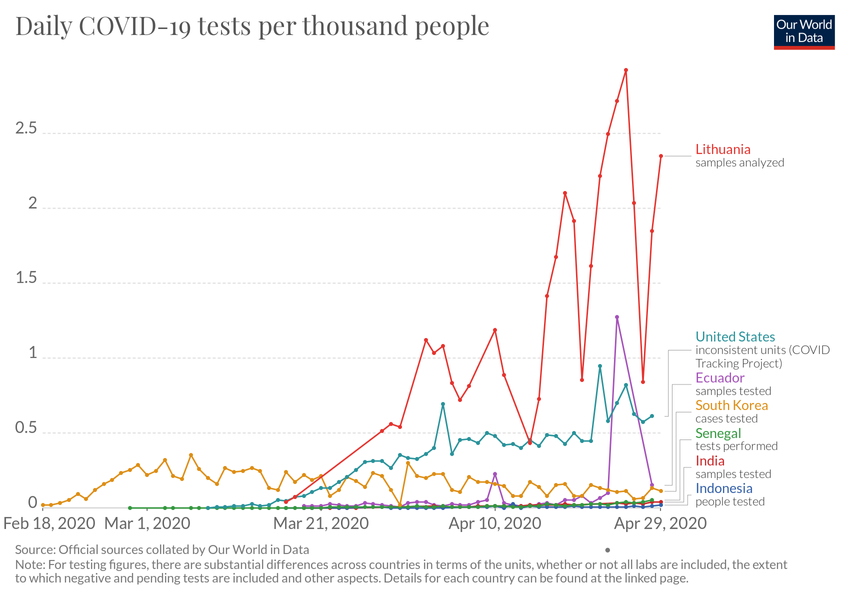 Daily COVID-19 tests per thousand people
Our World
in Data
2.5
2
1.5
1
0.5
0
Lithuania
samples analyzed
United States
inconsistent units (COVID
Tracking Project)
Ecuador
samples tested
South Korea
cases tested
Senegal
tests performed
India
samples tested
Indonesia
people tested
Feb 18, 2020 Mar 1, 2020 Mar 21, 2020 Apr 10, 2020 Apr 29, 2020
Source: Official sources collated by Our World in Data
Note: For testing figures, there are substantial differences across countries in terms of the units, whether or not all labs are included, the extent
to which negative and pending tests are included and other aspects. Details for each country can be found at the linked page.